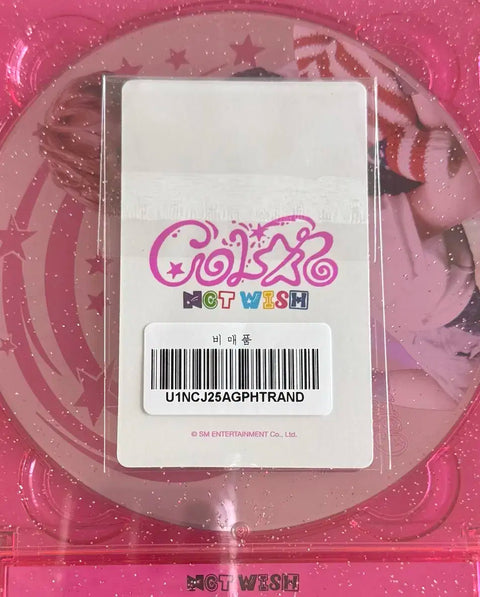 COLOR
NCT WISH
비매품
U1NCJ25AGPHTRAND
© SM ENTERTAINMENT Co., Ltd.
NCT WISH